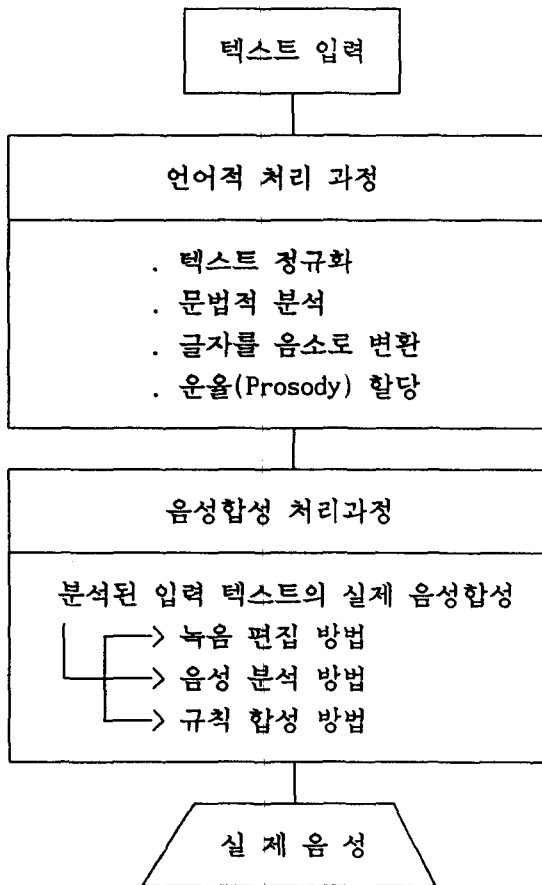 텍스트 입력
언어적 처리 과정
. 텍스트 정규화
. 문법적 분석
. 글자를 음소로 변환
. 운율(Prosody) 할당
음성합성 처리과정
분석된 입력 텍스트의 실제 음성합성
녹음 편집 방법
음성 분석 방법
규칙 합성 방법
실 제 음 성